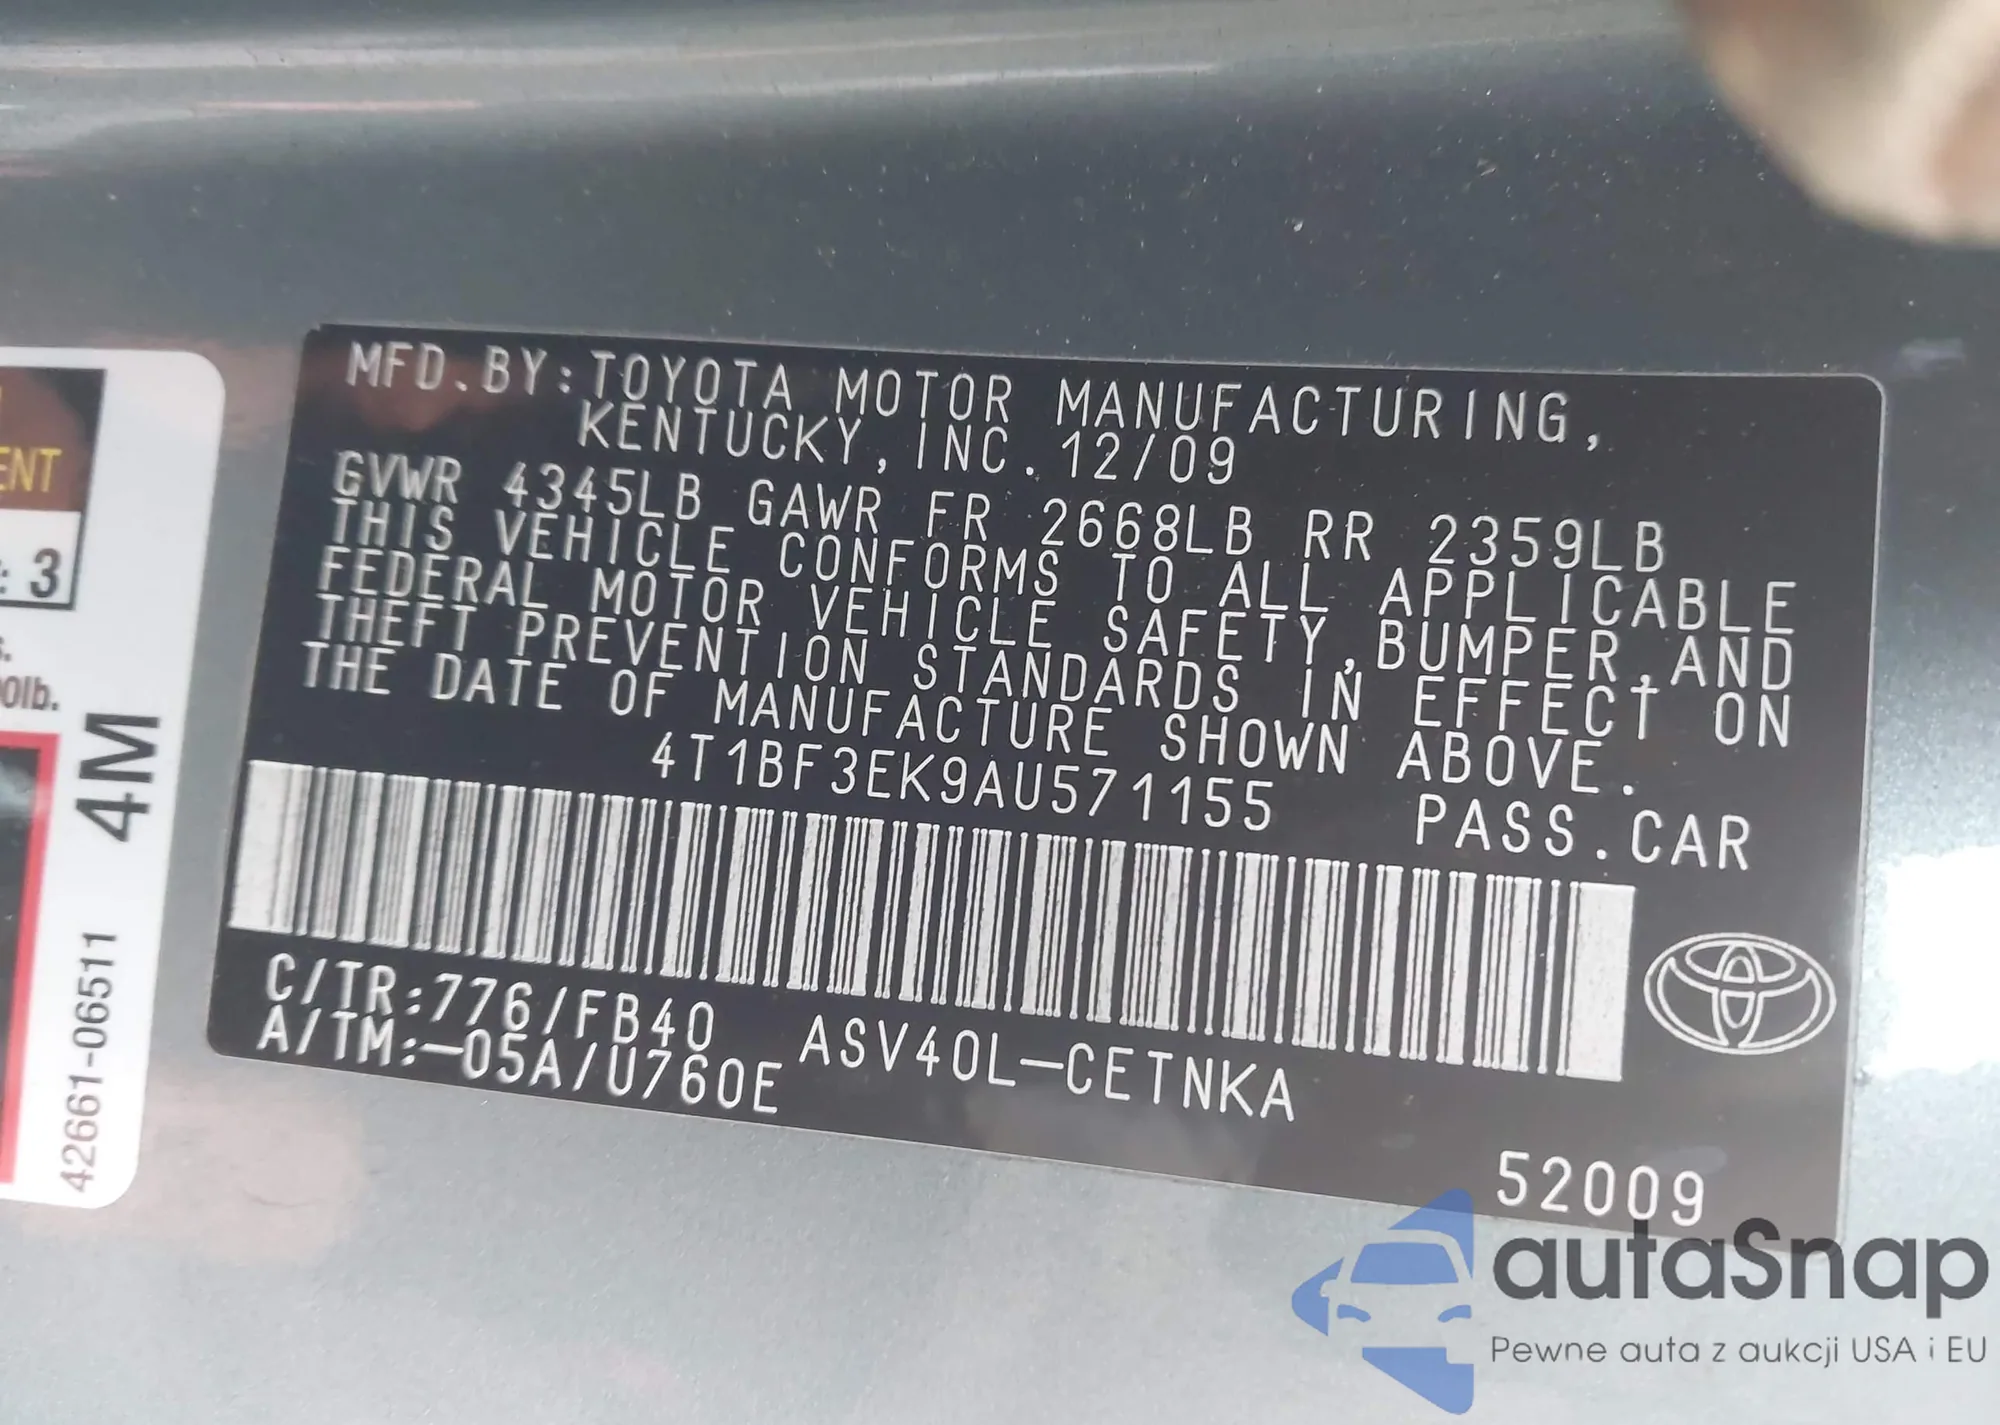 MFD.BY:TOYOTA MOTOR MANUFACTURING,
KENTUCKY,INC. 12/09
GVWR 4345LB GAWR FR 2668LB RR 2359LB
THIS VEHICLE CONFORMS TO ALL APPLICABLE
FEDERAL MOTOR VEHICLE SAFETY,BUMPER,AND
THEFT PREVENTION STANDARDS IN EFFECT ON
THE DATE OF MANUFACTURE SHOWN ABOVE.
4T1BF3EK9AU571155 PASS.CAR
C/TR:776/FB40 ASV40L-CETNKA
A/TM:-05A/U760E
52009
ENT
: 3
00lb.
4M
42661-06511
autaSnap
Pewne auta z aukcji USA i EU